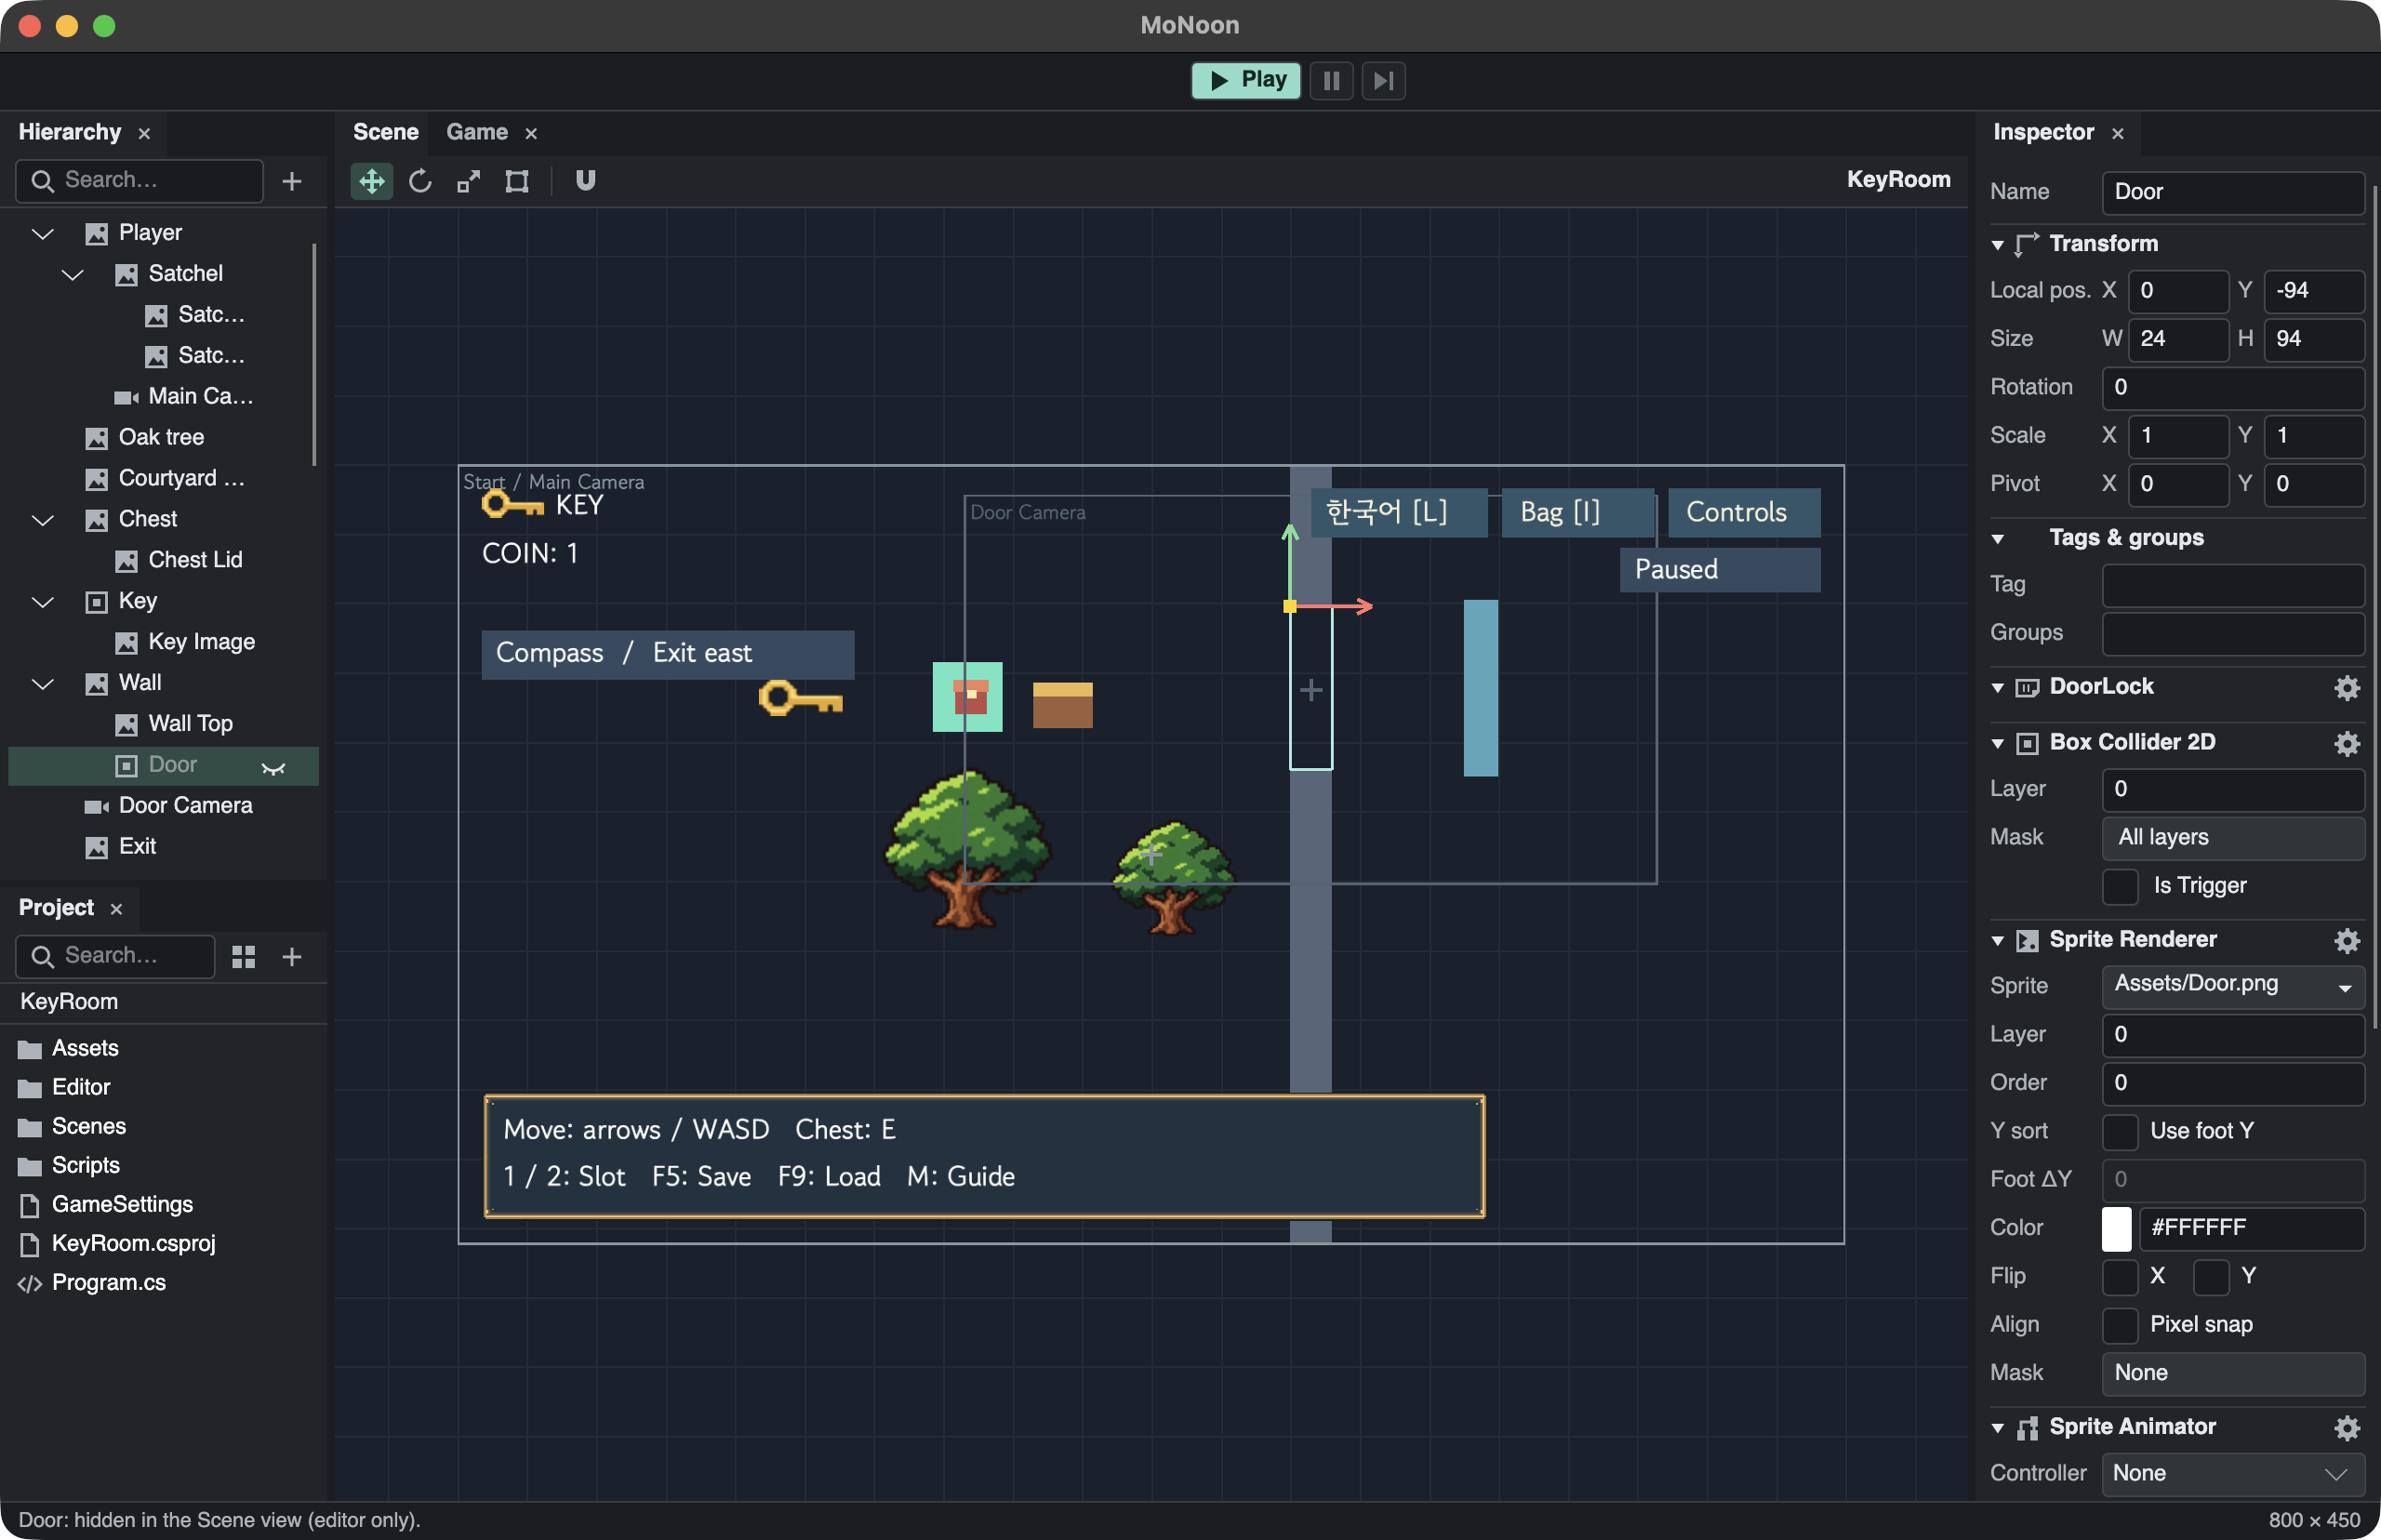 MoNoon
Play
Hierarchy
Search...
Player
Satchel
Satc...
Satc...
Main Ca...
Oak tree
Courtyard ...
Chest
Chest Lid
Key
Key Image
Wall
Wall Top
Door
Door Camera
Exit
Project
Search...
KeyRoom
Assets
Editor
Scenes
Scripts
GameSettings
KeyRoom.csproj
Program.cs
Scene
Game
KeyRoom
Start / Main Camera
KEY
COIN: 1
Door Camera
한국어 [L]
Bag [I]
Controls
Paused
Compass / Exit east
Move: arrows / WASD Chest: E
1 / 2: Slot F5: Save F9: Load M: Guide
Inspector
Name Door
Transform
Local pos. X 0 Y -94
Size W 24 H 94
Rotation 0
Scale X 1 Y 1
Pivot X 0 Y 0
Tags & groups
Tag
Groups
DoorLock
Box Collider 2D
Layer 0
Mask All layers
Is Trigger
Sprite Renderer
Sprite Assets/Door.png
Layer 0
Order 0
Y sort Use foot Y
Foot ΔY 0
Color #FFFFFF
Flip X Y
Align Pixel snap
Mask None
Sprite Animator
Controller None
Door: hidden in the Scene view (editor only).
800 × 450